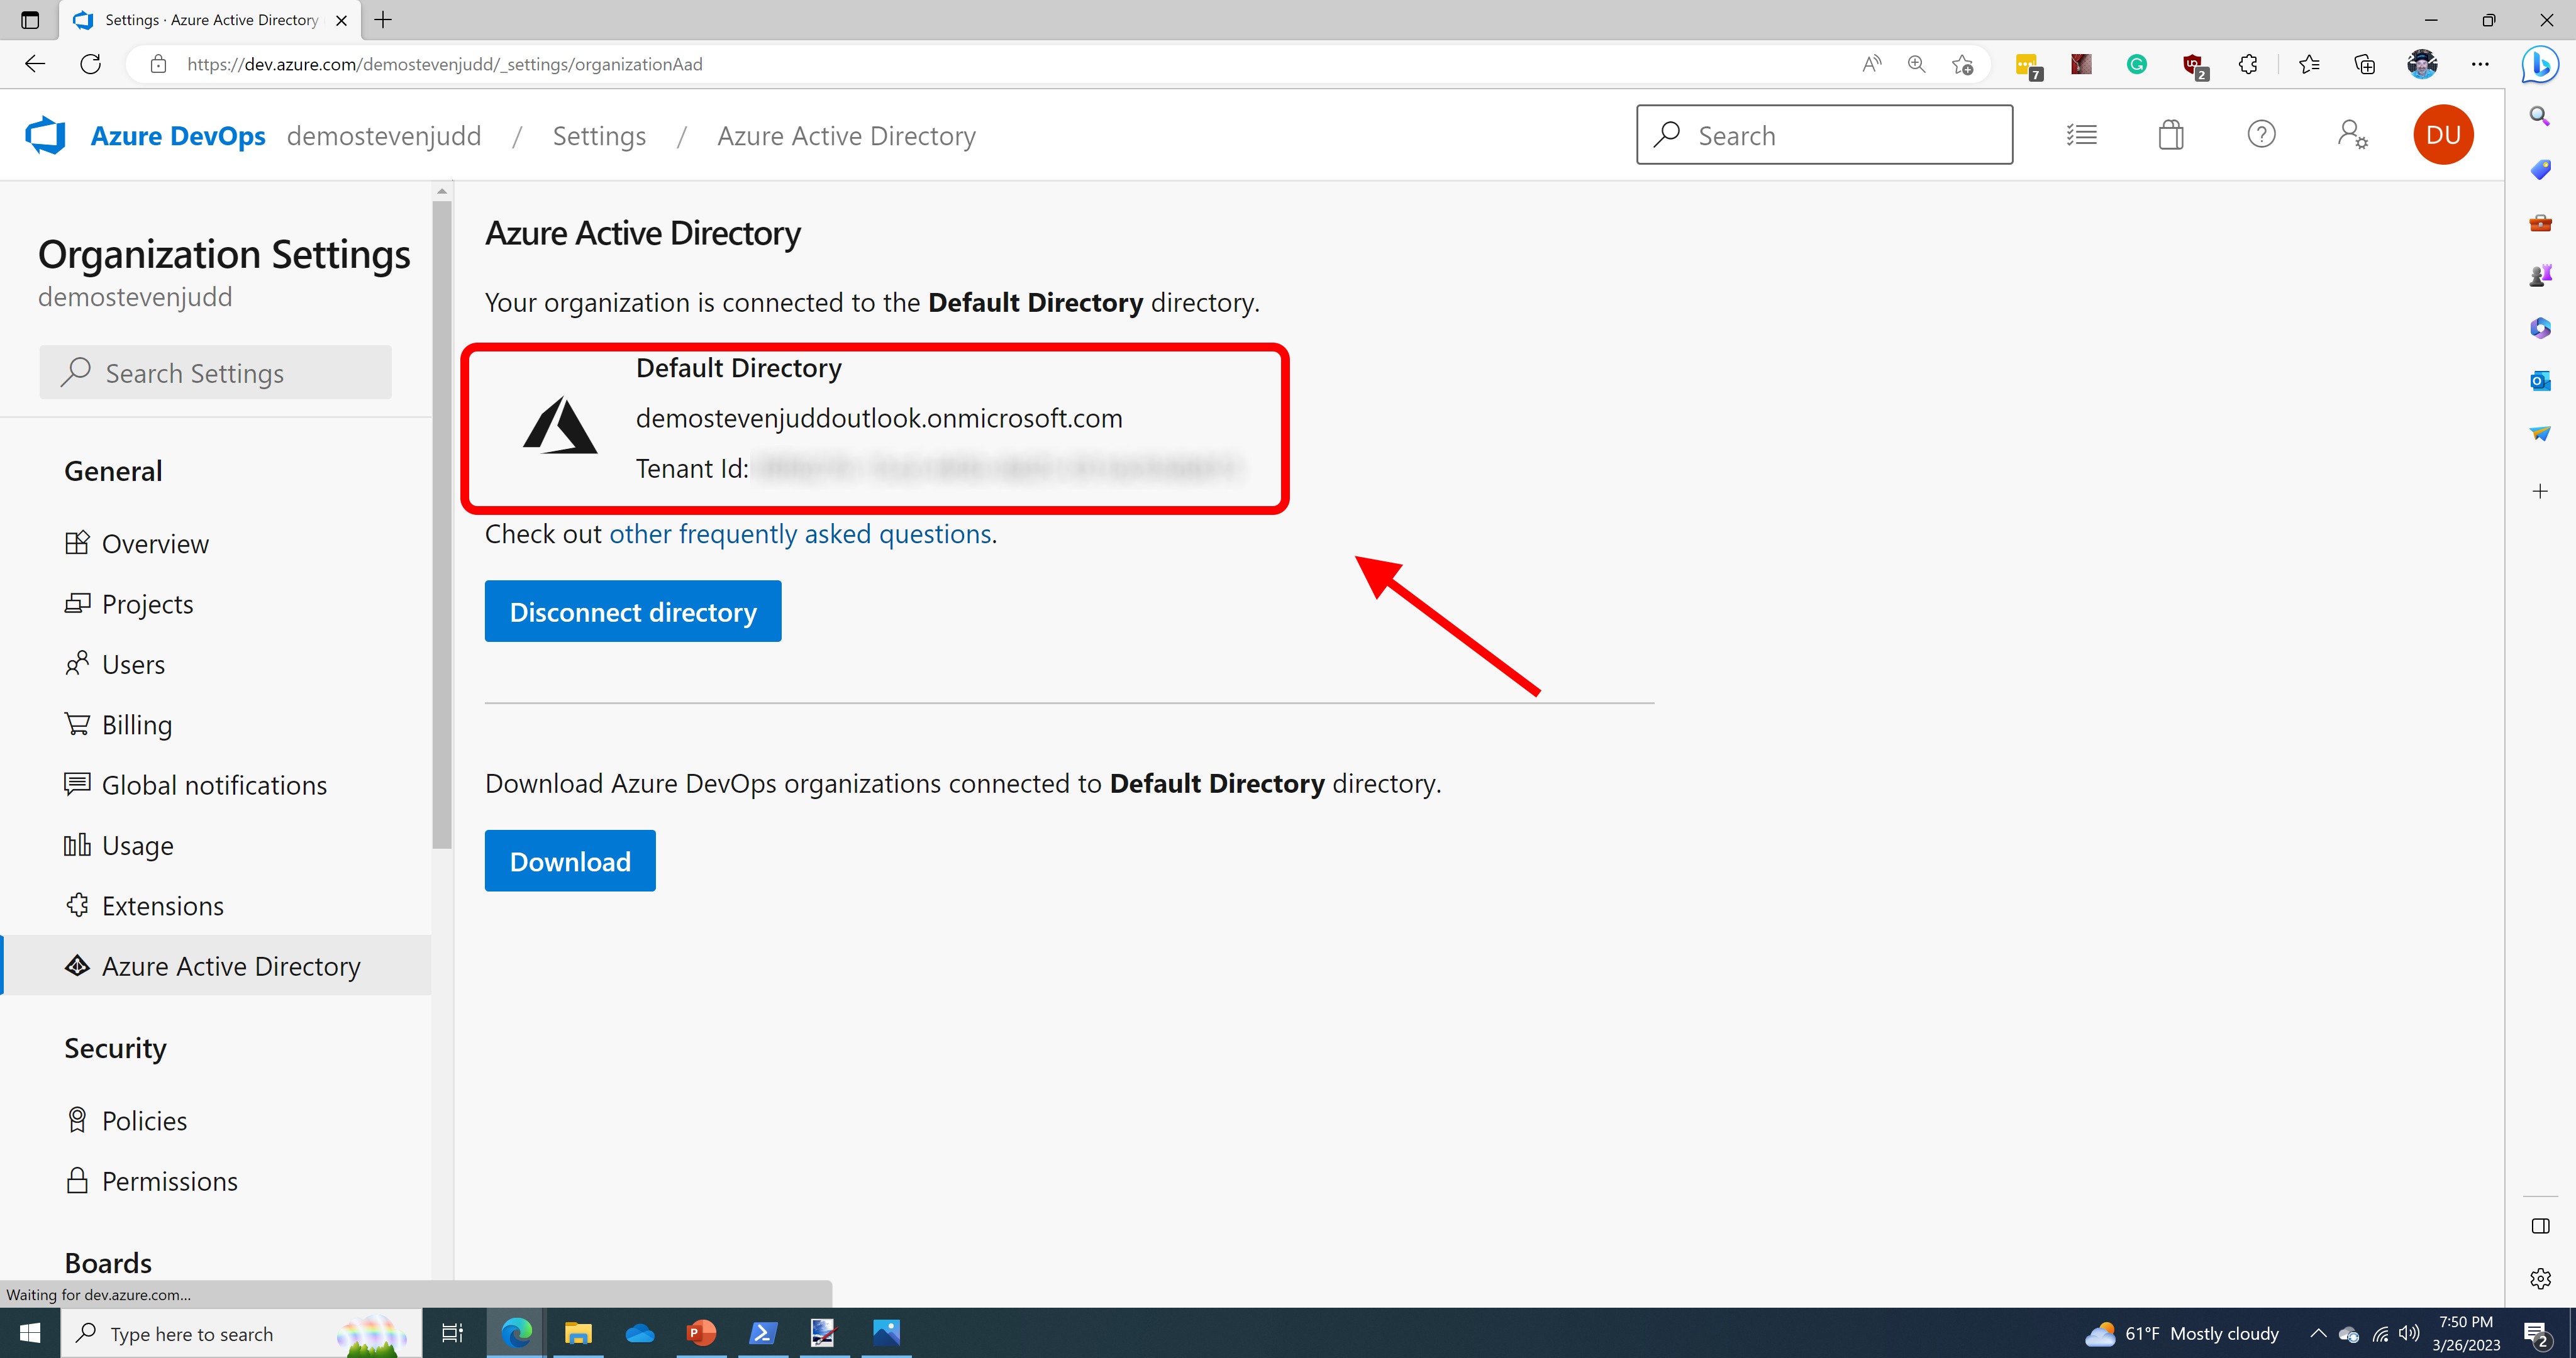 Settings · Azure Active Directory
https://dev.azure.com/demostevenjudd/_settings/organizationAad
7
2
Azure DevOps demostevenjudd / Settings / Azure Active Directory
Search
DU
Organization Settings
demostevenjudd
Search Settings
General
Overview
Projects
Users
Billing
Global notifications
Usage
Extensions
Azure Active Directory
Security
Policies
Permissions
Boards
Azure Active Directory
Your organization is connected to the Default Directory directory.
Default Directory
demostevenjuddoutlook.onmicrosoft.com
Tenant Id:
Check out other frequently asked questions.
Disconnect directory
Download Azure DevOps organizations connected to Default Directory directory.
Download
Waiting for dev.azure.com...
Type here to search
61°F Mostly cloudy
7:50 PM
3/26/2023
2